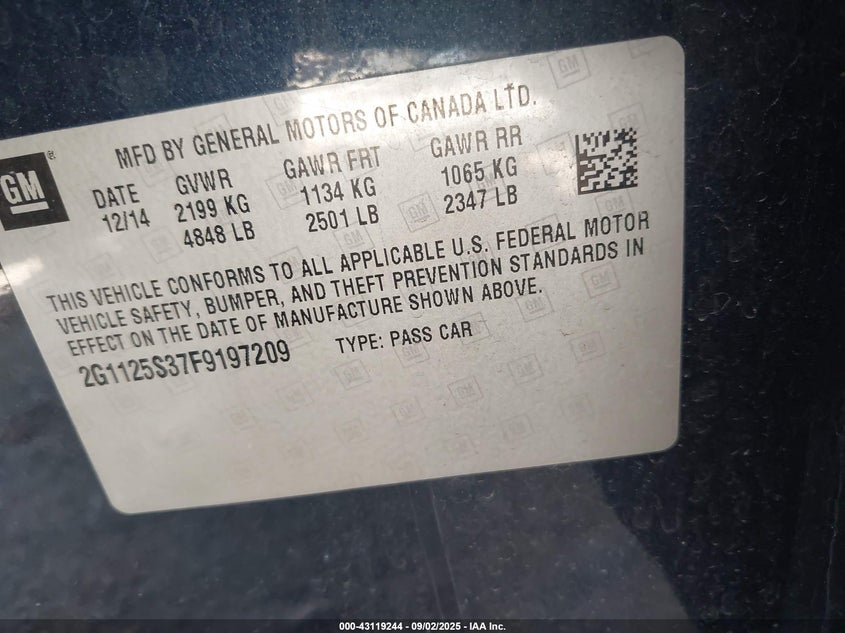 MFD BY GENERAL MOTORS OF CANADA LTD.
GM®
DATE GVWR GAWR FRT GAWR RR
12/14 2199 KG 1134 KG 1065 KG
4848 LB 2501 LB 2347 LB
THIS VEHICLE CONFORMS TO ALL APPLICABLE U.S. FEDERAL MOTOR
VEHICLE SAFETY, BUMPER, AND THEFT PREVENTION STANDARDS IN
EFFECT ON THE DATE OF MANUFACTURE SHOWN ABOVE.
2G1125S37F9197209 TYPE: PASS CAR
000-43119244 - 09/02/2025 - IAA Inc.